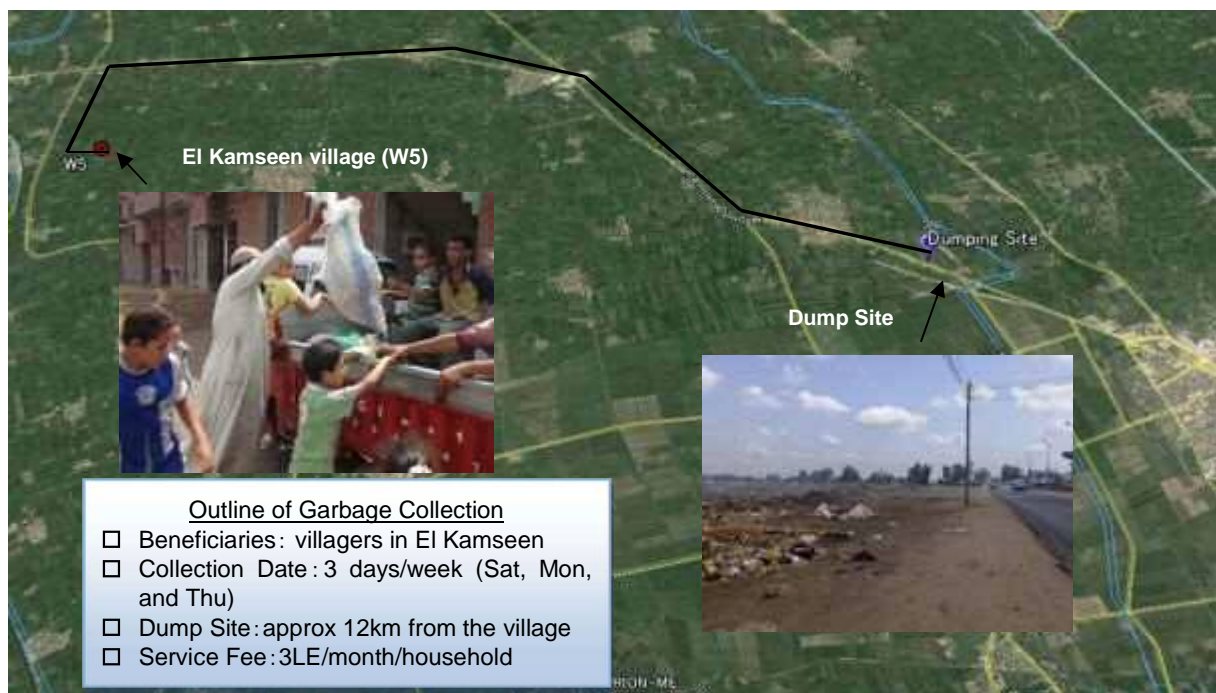 W5
El Kamseen village (W5)
Dumping Site
Dump Site
Outline of Garbage Collection
□ Beneficiaries: villagers in El Kamseen
□ Collection Date: 3 days/week (Sat, Mon,
and Thu)
□ Dump Site: approx 12km from the village
□ Service Fee: 3LE/month/household